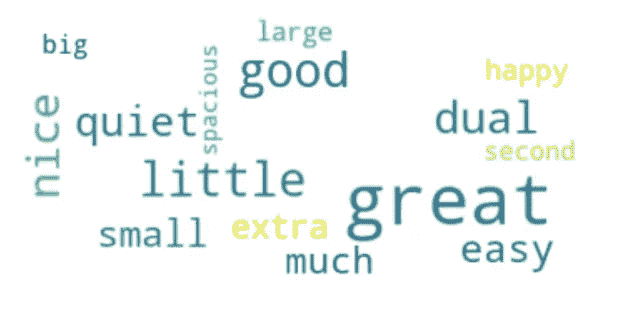 large
big
good
happy
spacious
nice
quiet
dual
second
little
great
small
extra
easy
much